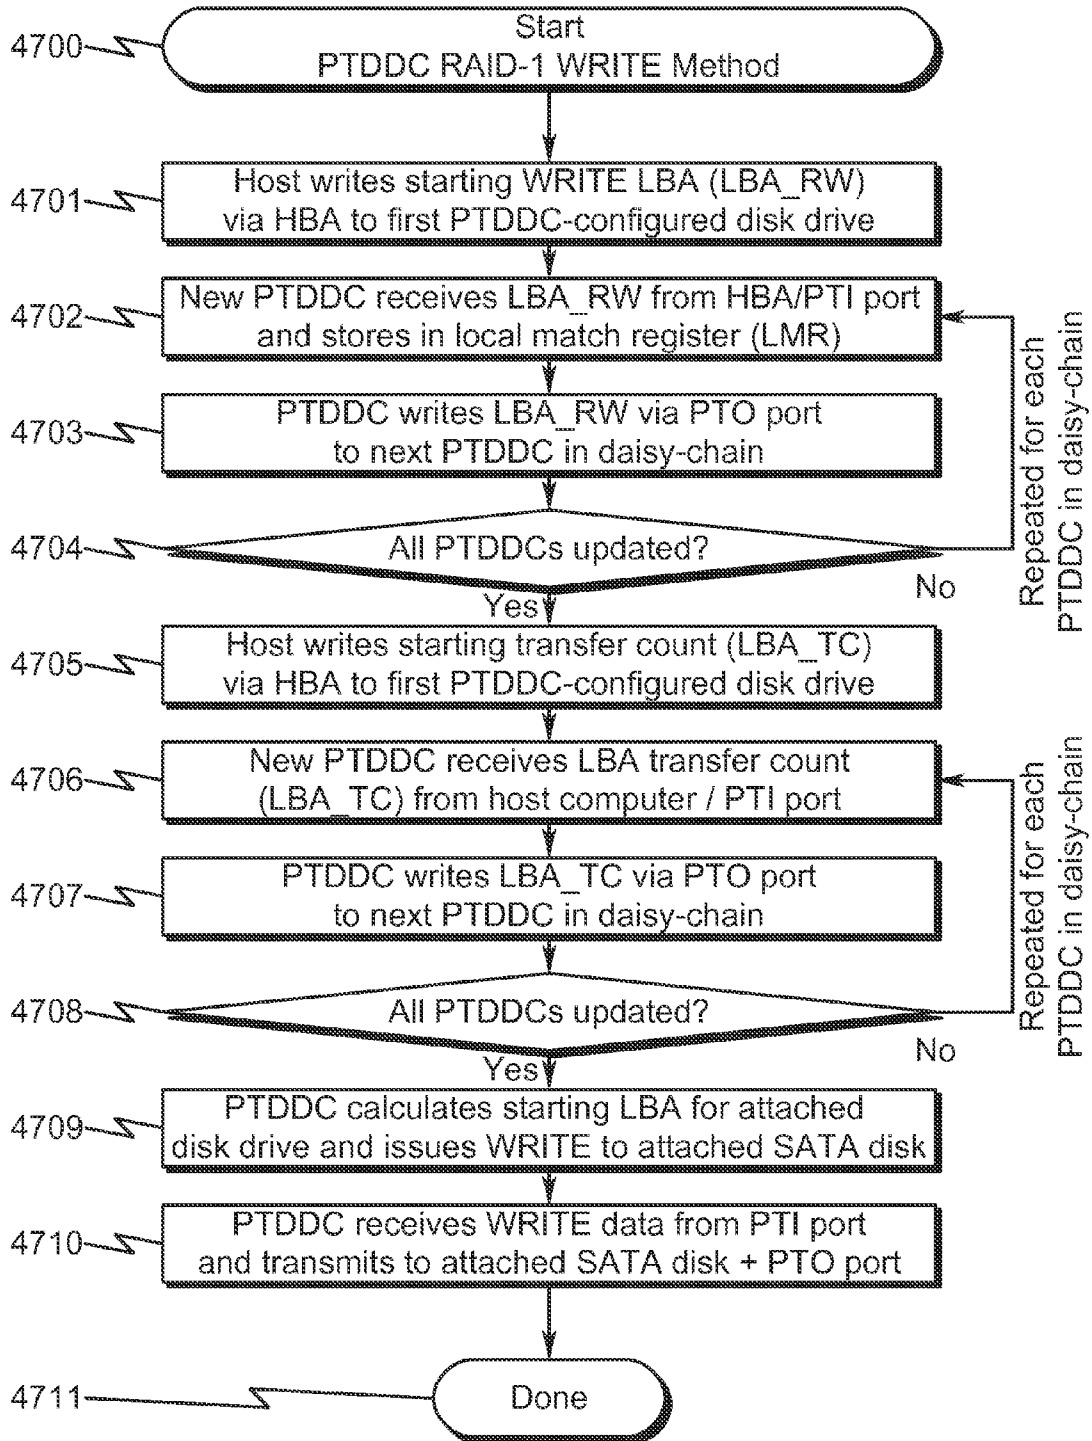 4700
Start
PTDDC RAID-1 WRITE Method
4701
Host writes starting WRITE LBA (LBA_RW)
via HBA to first PTDDC-configured disk drive
4702
New PTDDC receives LBA_RW from HBA/PTI port
and stores in local match register (LMR)
4703
PTDDC writes LBA_RW via PTO port
to next PTDDC in daisy-chain
4704
All PTDDCs updated?
No
Yes
Repeated for each
PTDDC in daisy-chain
4705
Host writes starting transfer count (LBA_TC)
via HBA to first PTDDC-configured disk drive
4706
New PTDDC receives LBA transfer count
(LBA_TC) from host computer / PTI port
4707
PTDDC writes LBA_TC via PTO port
to next PTDDC in daisy-chain
4708
All PTDDCs updated?
No
Yes
Repeated for each
PTDDC in daisy-chain
4709
PTDDC calculates starting LBA for attached
disk drive and issues WRITE to attached SATA disk
4710
PTDDC receives WRITE data from PTI port
and transmits to attached SATA disk + PTO port
4711
Done